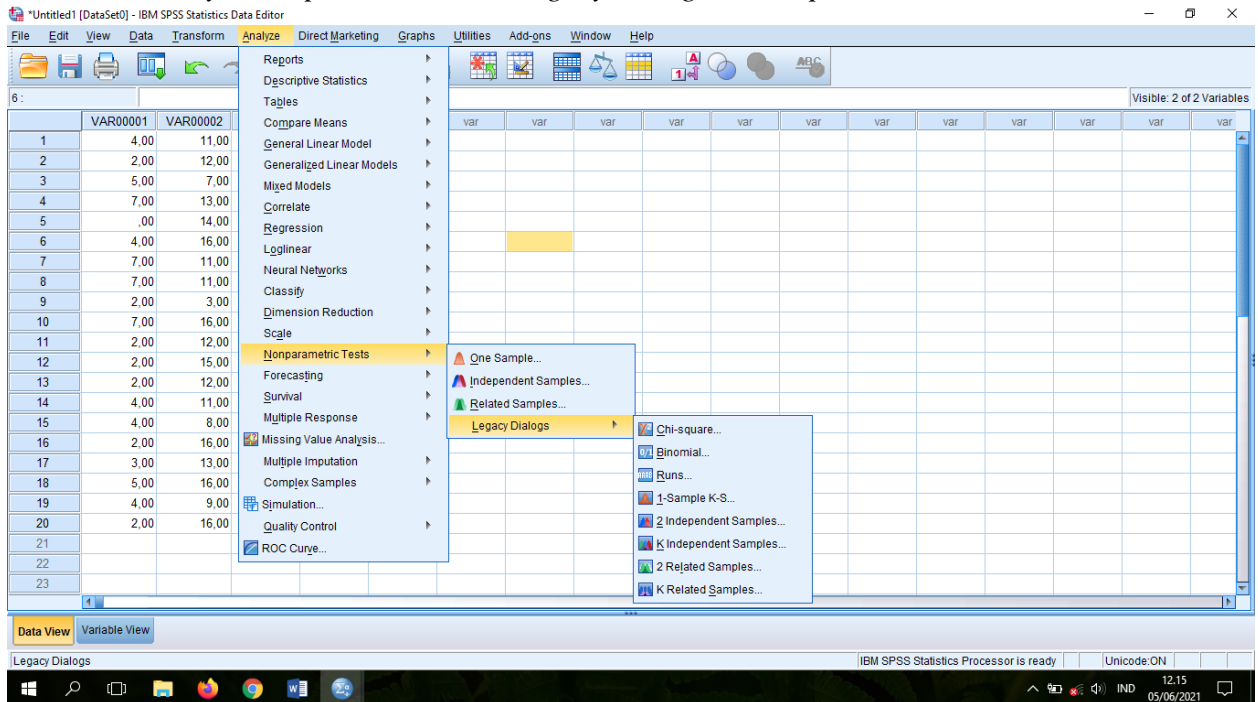 *Untitled1 [DataSet0] - IBM SPSS Statistics Data Editor
File Edit View Data Transform Analyze Direct Marketing Graphs Utilities Add-ons Window Help
6 :
Visible: 2 of 2 Variables
VAR00001 VAR00002 var var var var var var var var var var var var
1 4,00 11,00
2 2,00 12,00
3 5,00 7,00
4 7,00 13,00
5 ,00 14,00
6 4,00 16,00
7 7,00 11,00
8 7,00 11,00
9 2,00 3,00
10 7,00 16,00
11 2,00 12,00
12 2,00 15,00
13 2,00 12,00
14 4,00 11,00
15 4,00 8,00
16 2,00 16,00
17 3,00 13,00
18 5,00 16,00
19 4,00 9,00
20 2,00 16,00
21
22
23
Reports
Descriptive Statistics
Tables
Compare Means
General Linear Model
Generalized Linear Models
Mixed Models
Correlate
Regression
Loglinear
Neural Networks
Classify
Dimension Reduction
Scale
Nonparametric Tests
Forecasting
Survival
Multiple Response
Missing Value Analysis...
Multiple Imputation
Complex Samples
Simulation...
Quality Control
ROC Curve...
One Sample...
Independent Samples...
Related Samples...
Legacy Dialogs
Chi-square...
Binomial...
Runs...
1-Sample K-S...
2 Independent Samples...
K Independent Samples...
2 Related Samples...
K Related Samples...
Data View Variable View
Legacy Dialogs
IBM SPSS Statistics Processor is ready Unicode:ON
IND 12.15
05/06/2021